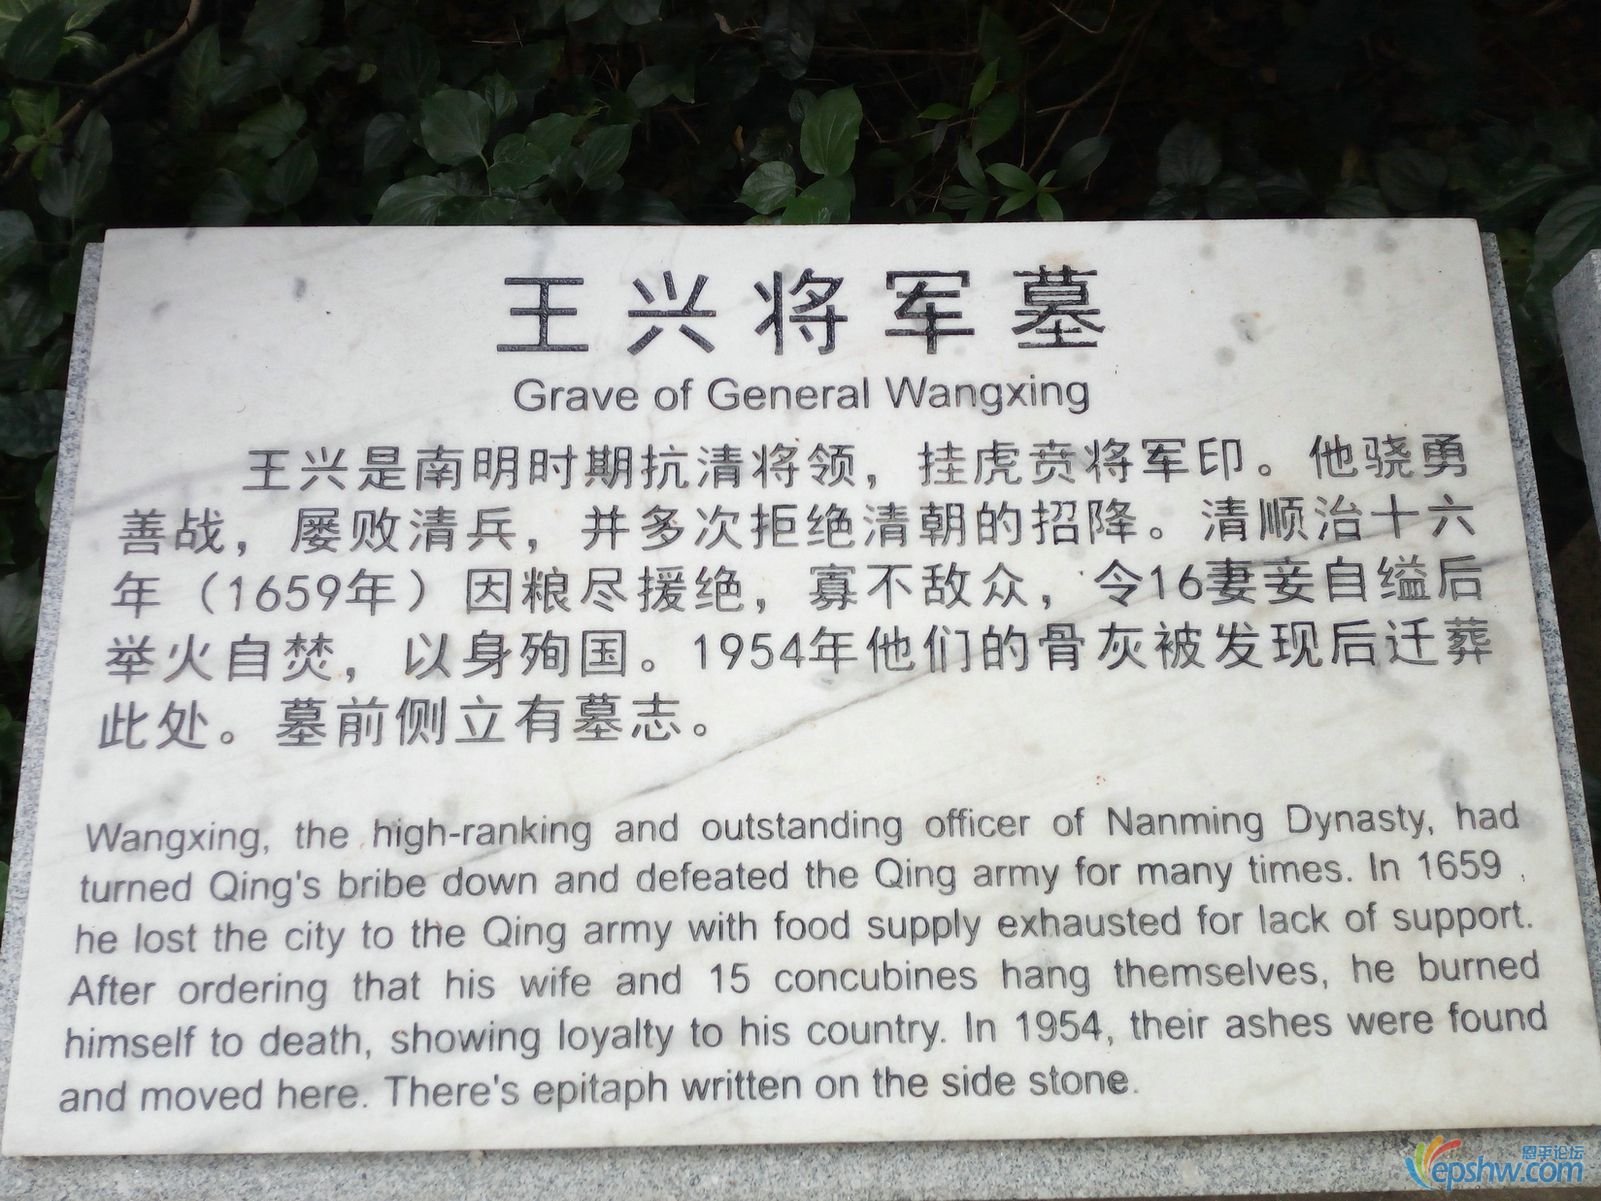 王兴将军墓
Grave of General Wangxing
王兴是南明时期抗清将领，挂虎贲将军印。他骁勇
善战，屡败清兵，并多次拒绝清朝的招降。清顺治十六
年（1659年）因粮尽援绝，寡不敌众，令16妻妾自缢后
举火自焚，以身殉国。1954年他们的骨灰被发现后迁葬
此处。墓前侧立有墓志。
Wangxing, the high-ranking and outstanding officer of Nanming Dynasty, had
turned Qing's bribe down and defeated the Qing army for many times. In 1659 ,
he lost the city to the Qing army with food supply exhausted for lack of support.
After ordering that his wife and 15 concubines hang themselves, he burned
himself to death, showing loyalty to his country. In 1954, their ashes were found
and moved here. There's epitaph written on the side stone.
恩平论坛
epshw.com